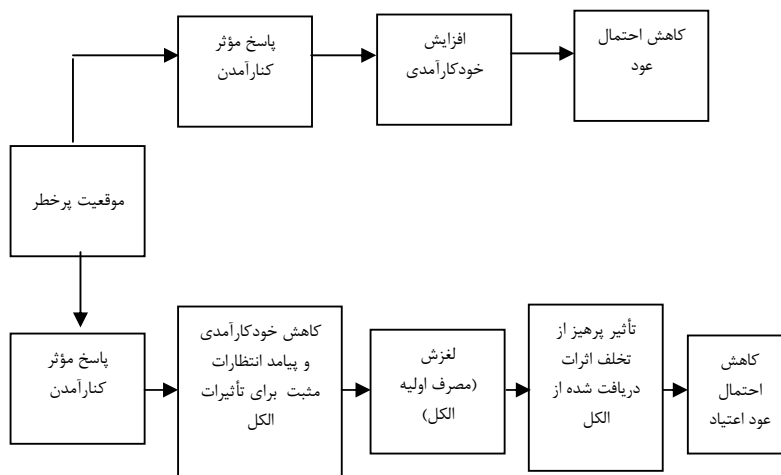 پاسخ مؤثر
کنارآمدن
افزایش
خودکارآمدی
کاهش احتمال
عود
موقعیت پرخطر
پاسخ مؤثر
کنارآمدن
کاهش خودکارآمدی
و پیامد انتظارات
مثبت برای تأثیرات
الکل
لغزش
(مصرف اولیه
الکل)
تأثیر پرهیز از
تخلف اثرات
دریافت شده از
الکل
کاهش
احتمال
عود اعتیاد